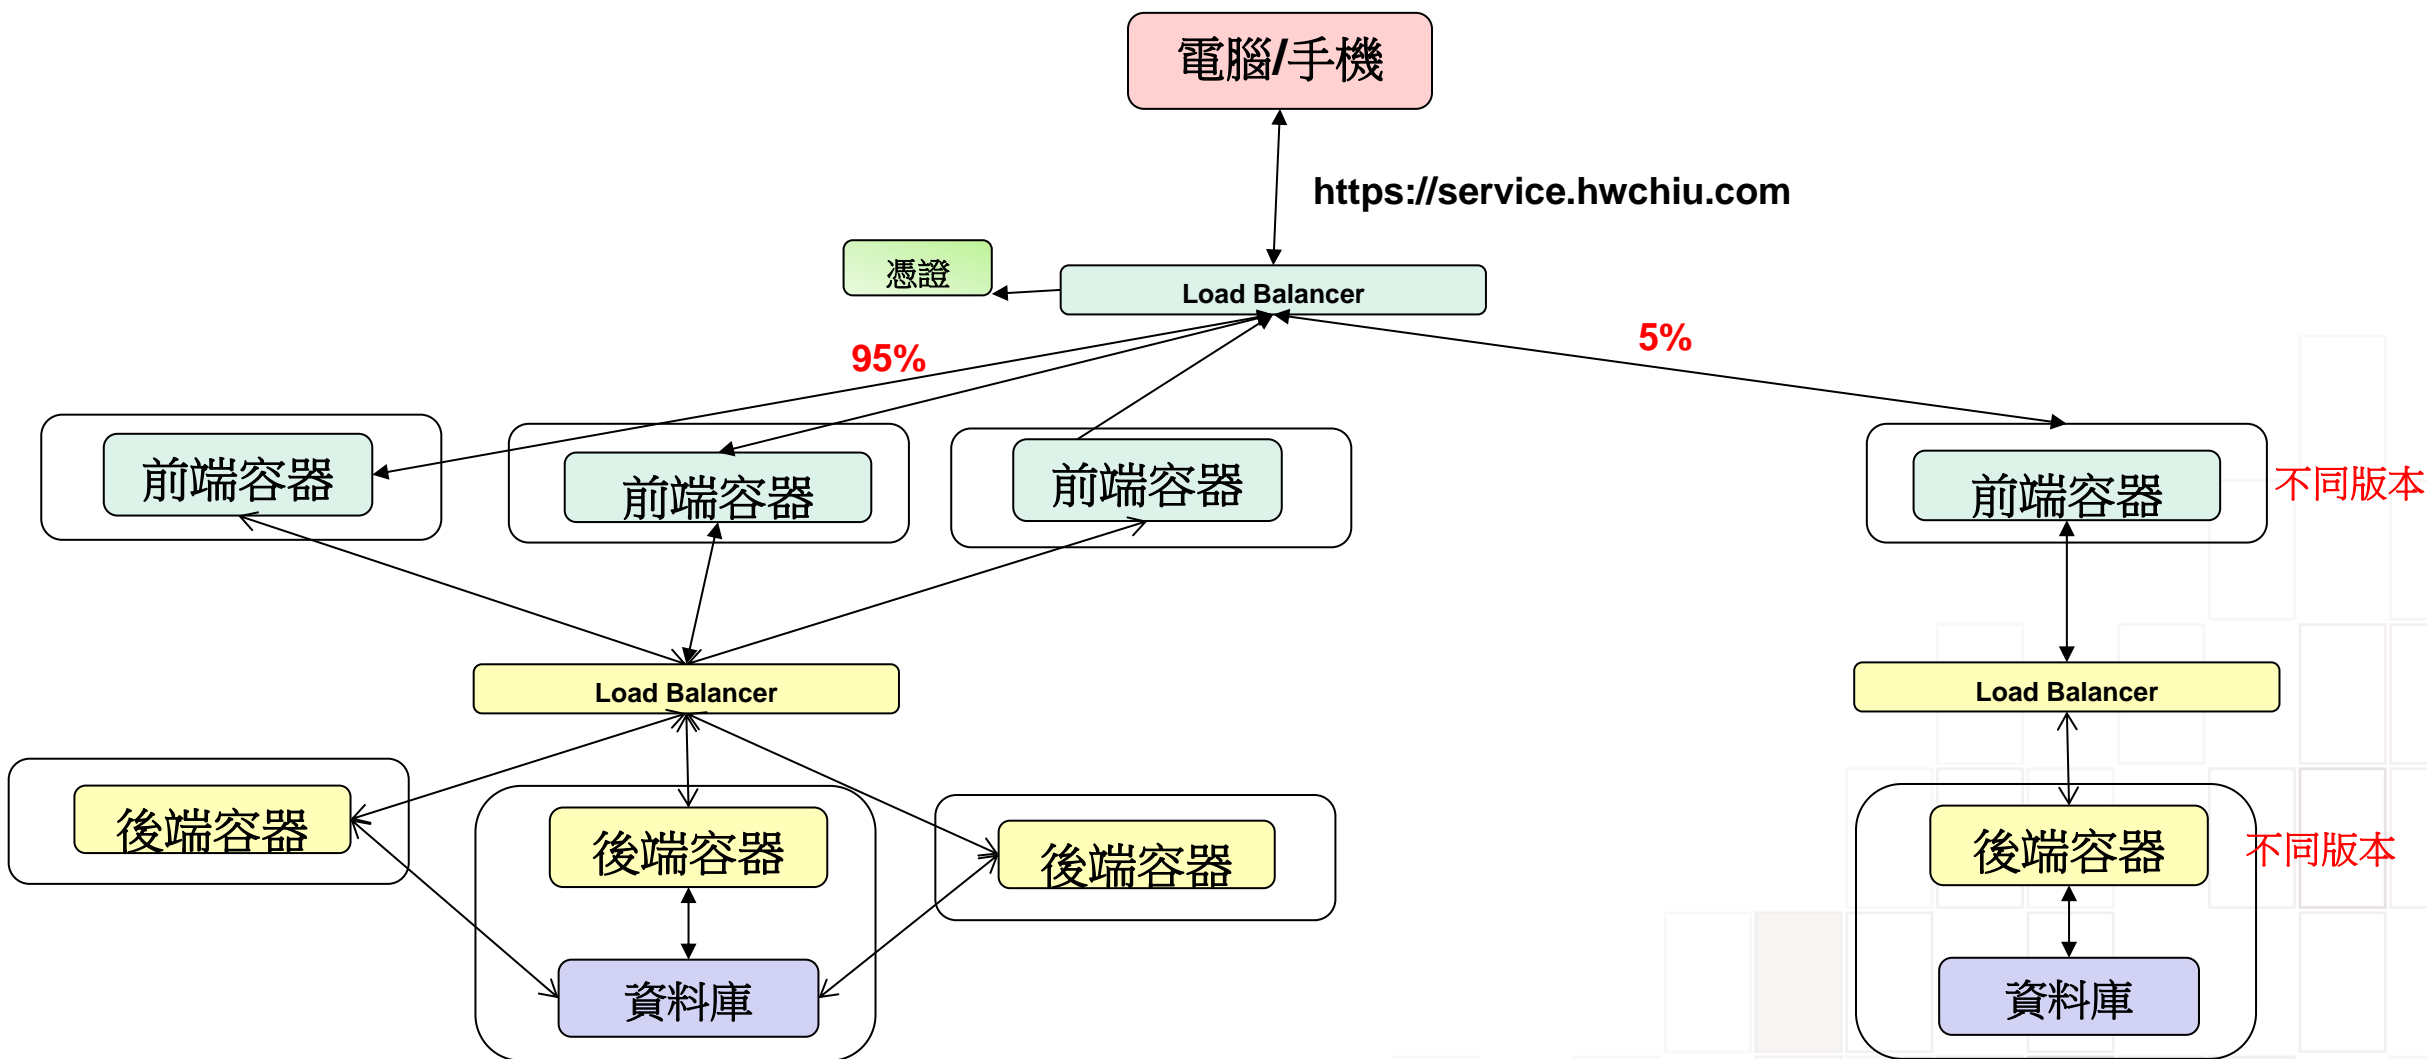 電腦/手機
https://service.hwchiu.com
憑證
Load Balancer
95%
5%
前端容器
前端容器
前端容器
前端容器
不同版本
Load Balancer
Load Balancer
後端容器
後端容器
後端容器
後端容器
不同版本
資料庫
資料庫